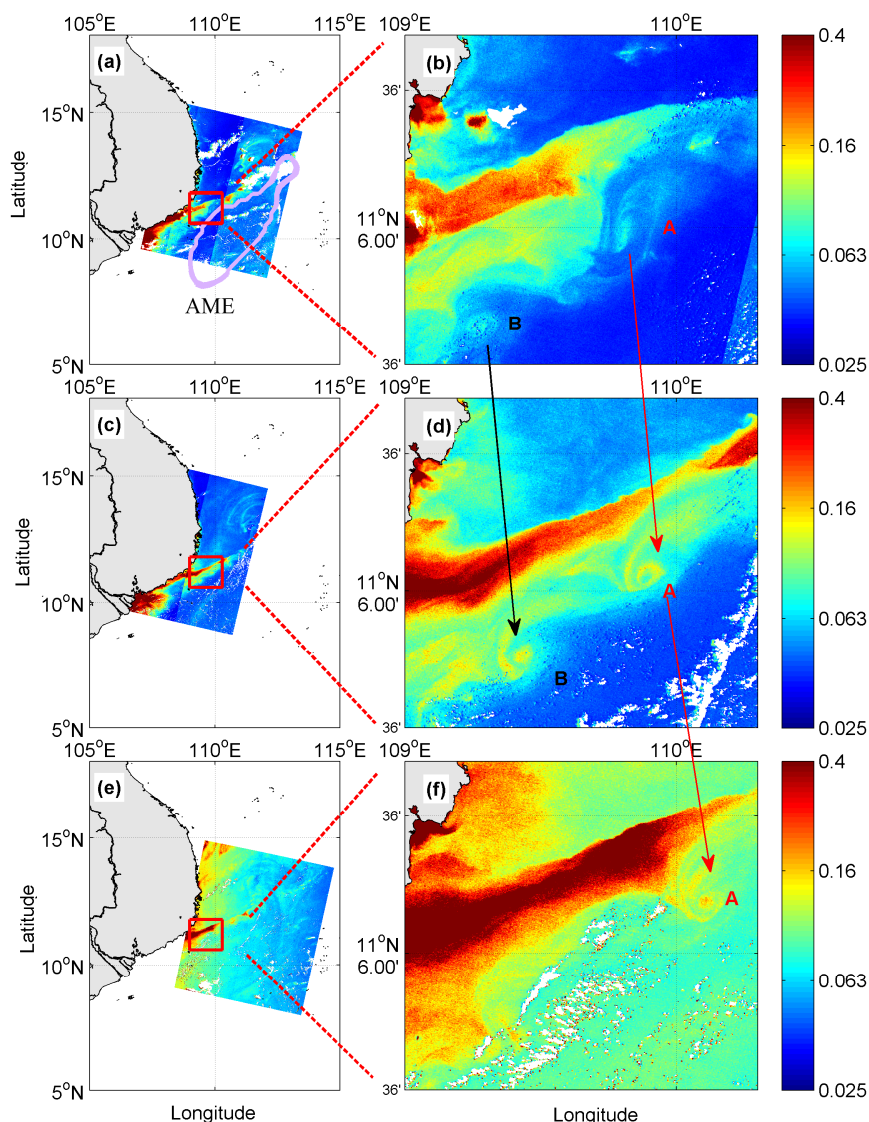 105°E 110°E 115°E 109°E 110°E
(a)
15°N
10°N
5°N
Latitude
AME
(b)
36'
11°N
6.00'
36'
A
B
0.4
0.16
0.063
0.025
105°E 110°E 115°E 109°E 110°E
(c)
15°N
10°N
5°N
Latitude
(d)
36'
11°N
6.00'
36'
A
B
0.4
0.16
0.063
0.025
105°E 110°E 115°E 109°E 110°E
(e)
15°N
10°N
5°N
Latitude
(f)
36'
11°N
6.00'
36'
A
0.4
0.16
0.063
0.025
Longitude Longitude